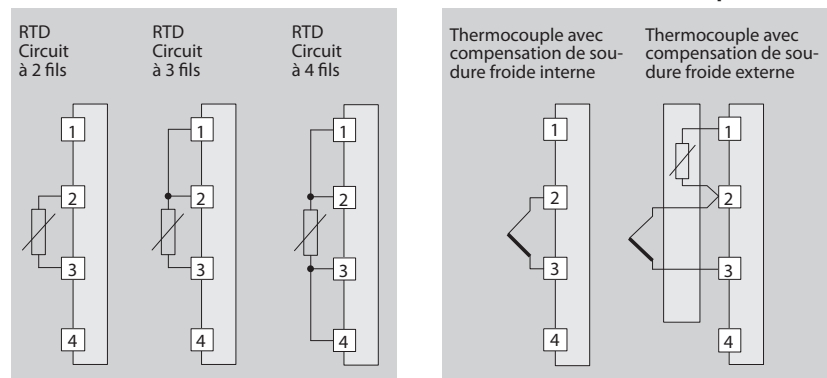 RTD
Circuit
à 2 fils
RTD
Circuit
à 3 fils
RTD
Circuit
à 4 fils
1
2
3
4
1
2
3
4
1
2
3
4
Thermocouple avec
compensation de sou-
dure froide interne
Thermocouple avec
compensation de sou-
dure froide externe
1
2
3
4
1
2
3
4